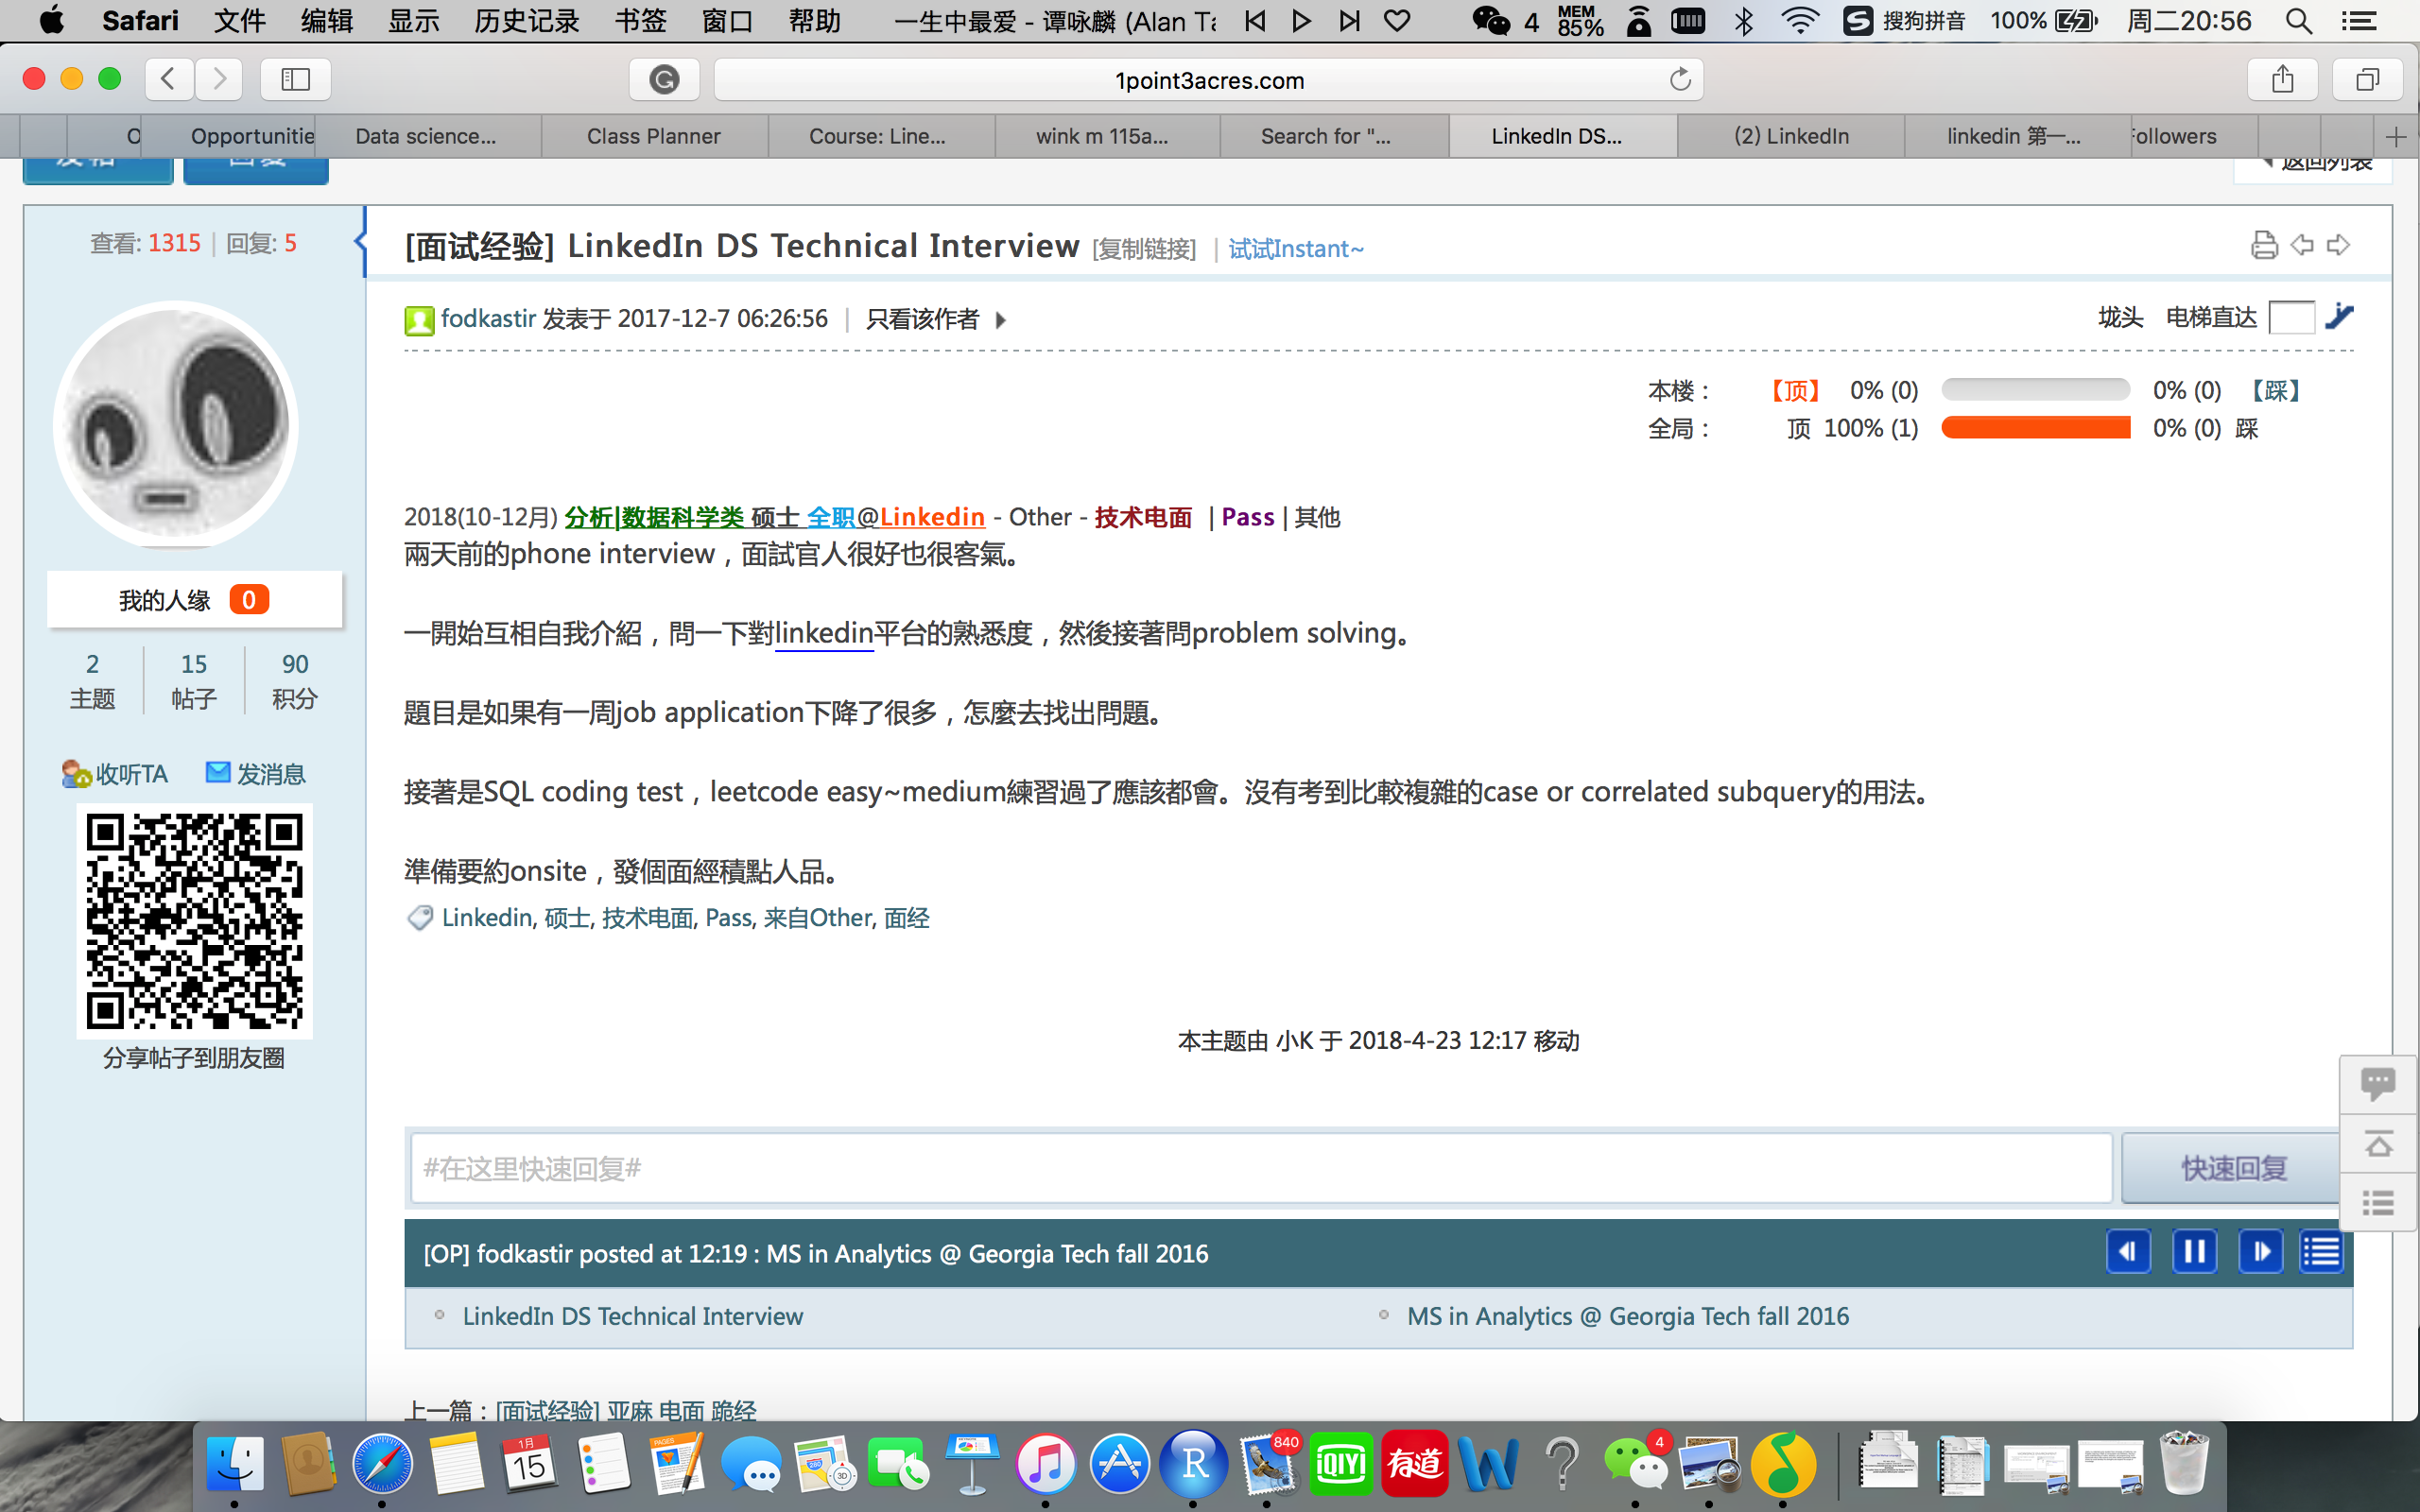 Safari 文件 编辑 显示 历史记录 书签 窗口 帮助 一生中最爱 - 谭咏麟 (Alan Ta 4 MEM 85% 搜狗拼音 100% 周二20:56
1point3acres.com
Opportunitie Data science... Class Planner Course: Line... wink m 115a... Search for "... LinkedIn DS... (2) LinkedIn linkedin 第一... Followers
发帖 回复 返回列表
查看: 1315 | 回复: 5
[面试经验] LinkedIn DS Technical Interview [复制链接] | 试试Instant~
fodkastir 发表于 2017-12-7 06:26:56 | 只看该作者
垅头 电梯直达
本楼： 【顶】 0% (0) 0% (0) 【踩】
全局： 顶 100% (1) 0% (0) 踩
2018(10-12月) 分析|数据科学类 硕士 全职@Linkedin - Other - 技术电面 | Pass | 其他
兩天前的phone interview，面試官人很好也很客氣。
一開始互相自我介紹，問一下對linkedin平台的熟悉度，然後接著問problem solving。
題目是如果有一周job application下降了很多，怎麼去找出問題。
接著是SQL coding test，leetcode easy~medium練習過了應該都會。沒有考到比較複雜的case or correlated subquery的用法。
準備要約onsite，發個面經積點人品。
Linkedin, 硕士, 技术电面, Pass, 来自Other, 面经
我的人缘 0
2 15 90
主题 帖子 积分
收听TA 发消息
分享帖子到朋友圈
本主题由 小K 于 2018-4-23 12:17 移动
#在这里快速回复#
快速回复
[OP] fodkastir posted at 12:19 : MS in Analytics @ Georgia Tech fall 2016
LinkedIn DS Technical Interview
MS in Analytics @ Georgia Tech fall 2016
上一篇：[面试经验] 亚麻 电面 跪经
1月
15
PAGES
280
3D
R
840
QIYI
有道
W
4